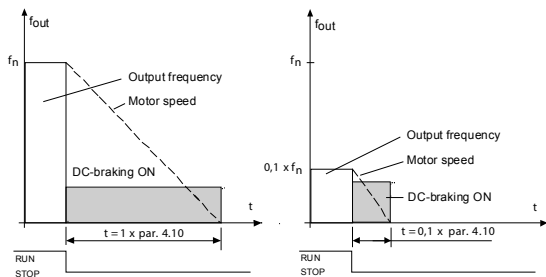 fout
fn
Output frequency
Motor speed
DC-braking ON
t
t = 1 x par. 4.10
RUN
STOP
fout
fn
Output frequency
Motor speed
0,1 x fn
DC-braking ON
t
t = 0,1 x par. 4.10
RUN
STOP